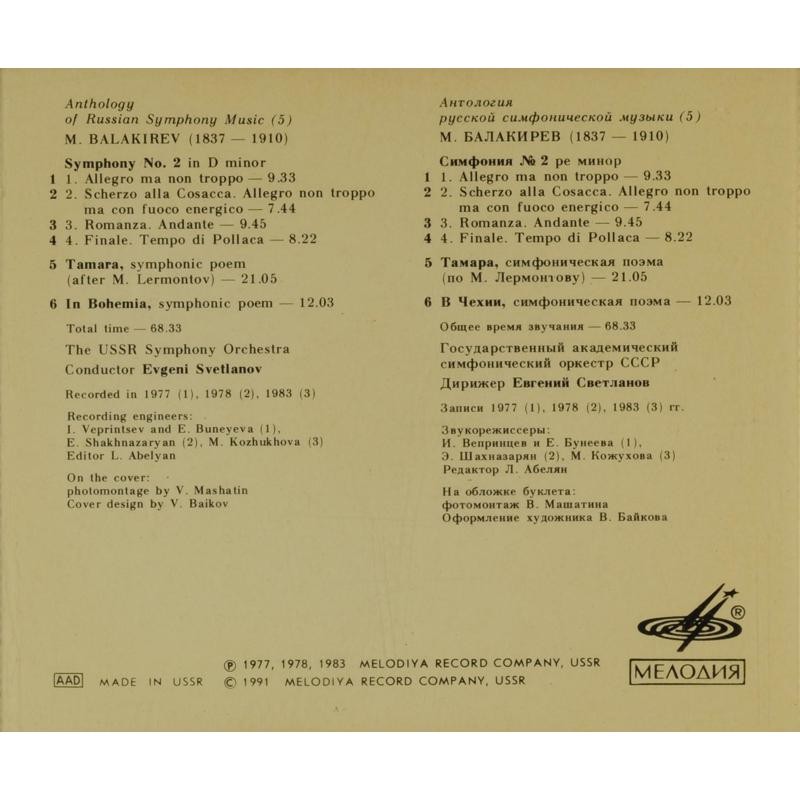 Anthology
of Russian Symphony Music (5)
M. BALAKIREV (1837 — 1910)
Symphony No. 2 in D minor
1 1. Allegro ma non troppo — 9.33
2 2. Scherzo alla Cosacca. Allegro non troppo
ma con fuoco energico — 7.44
3 3. Romanza. Andante — 9.45
4 4. Finale. Tempo di Pollaca — 8.22
5 Tamara, symphonic poem
(after M. Lermontov) — 21.05
6 In Bohemia, symphonic poem — 12.03
Total time — 68.33
The USSR Symphony Orchestra
Conductor Evgeni Svetlanov
Recorded in 1977 (1), 1978 (2), 1983 (3)
Recording engineers:
I. Veprintsev and E. Buneyeva (1),
E. Shakhnazaryan (2), M. Kozhukhova (3)
Editor L. Abelyan
On the cover:
photomontage by V. Mashatin
Cover design by V. Baikov
Антология
русской симфонической музыки (5)
М. БАЛАКИРЕВ (1837 — 1910)
Симфония № 2 ре минор
1 1. Allegro ma non troppo — 9.33
2 2. Scherzo alla Cosacca. Allegro non troppo
ma con fuoco energico — 7.44
3 3. Romanza. Andante — 9.45
4 4. Finale. Tempo di Pollaca — 8.22
5 Тамара, симфоническая поэма
(по М. Лермонтову) — 21.05
6 В Чехии, симфоническая поэма — 12.03
Общее время звучания — 68.33
Государственный академический
симфонический оркестр СССР
Дирижер Евгений Светланов
Записи 1977 (1), 1978 (2), 1983 (3) гг.
Звукорежиссеры:
И. Вепринцев и Е. Бунеева (1),
Э. Шахназарян (2), М. Кожухова (3)
Редактор Л. Абелян
На обложке буклета:
фотомонтаж В. Машатина
Оформление художника В. Байкова
®
МЕЛОДИЯ
℗ 1977, 1978, 1983 MELODIYA RECORD COMPANY, USSR
AAD MADE IN USSR © 1991 MELODIYA RECORD COMPANY, USSR